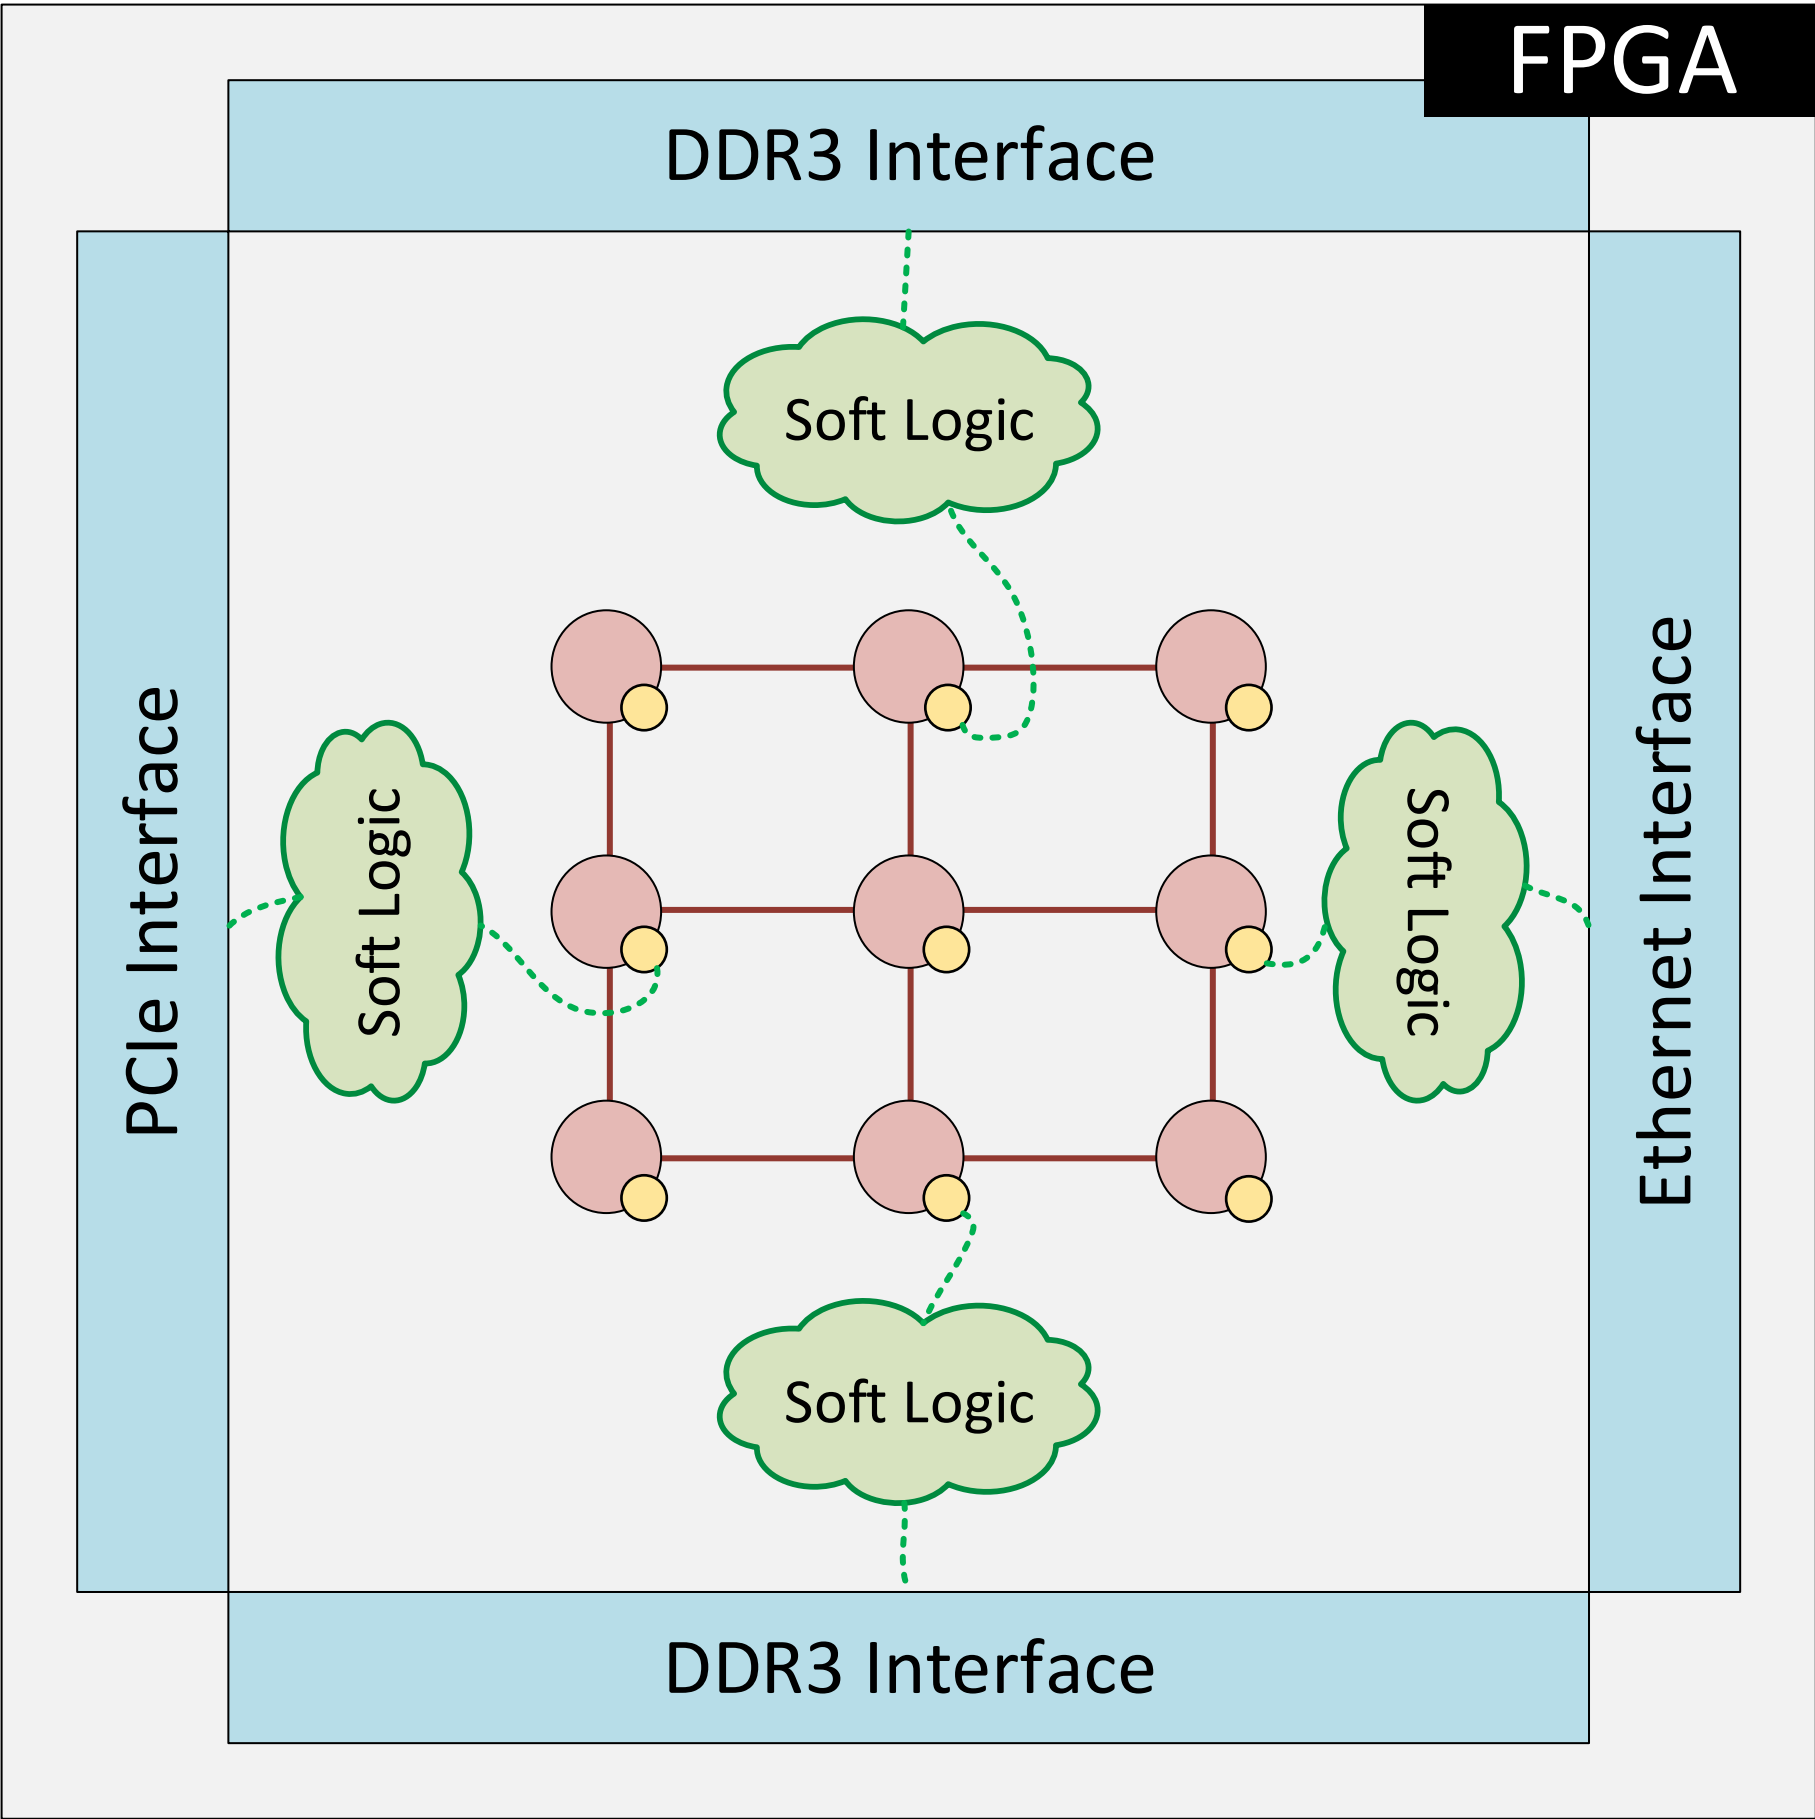 FPGA
DDR3 Interface
Soft Logic
PCIe Interface
Soft Logic
Soft Logic
Ethernet Interface
Soft Logic
DDR3 Interface